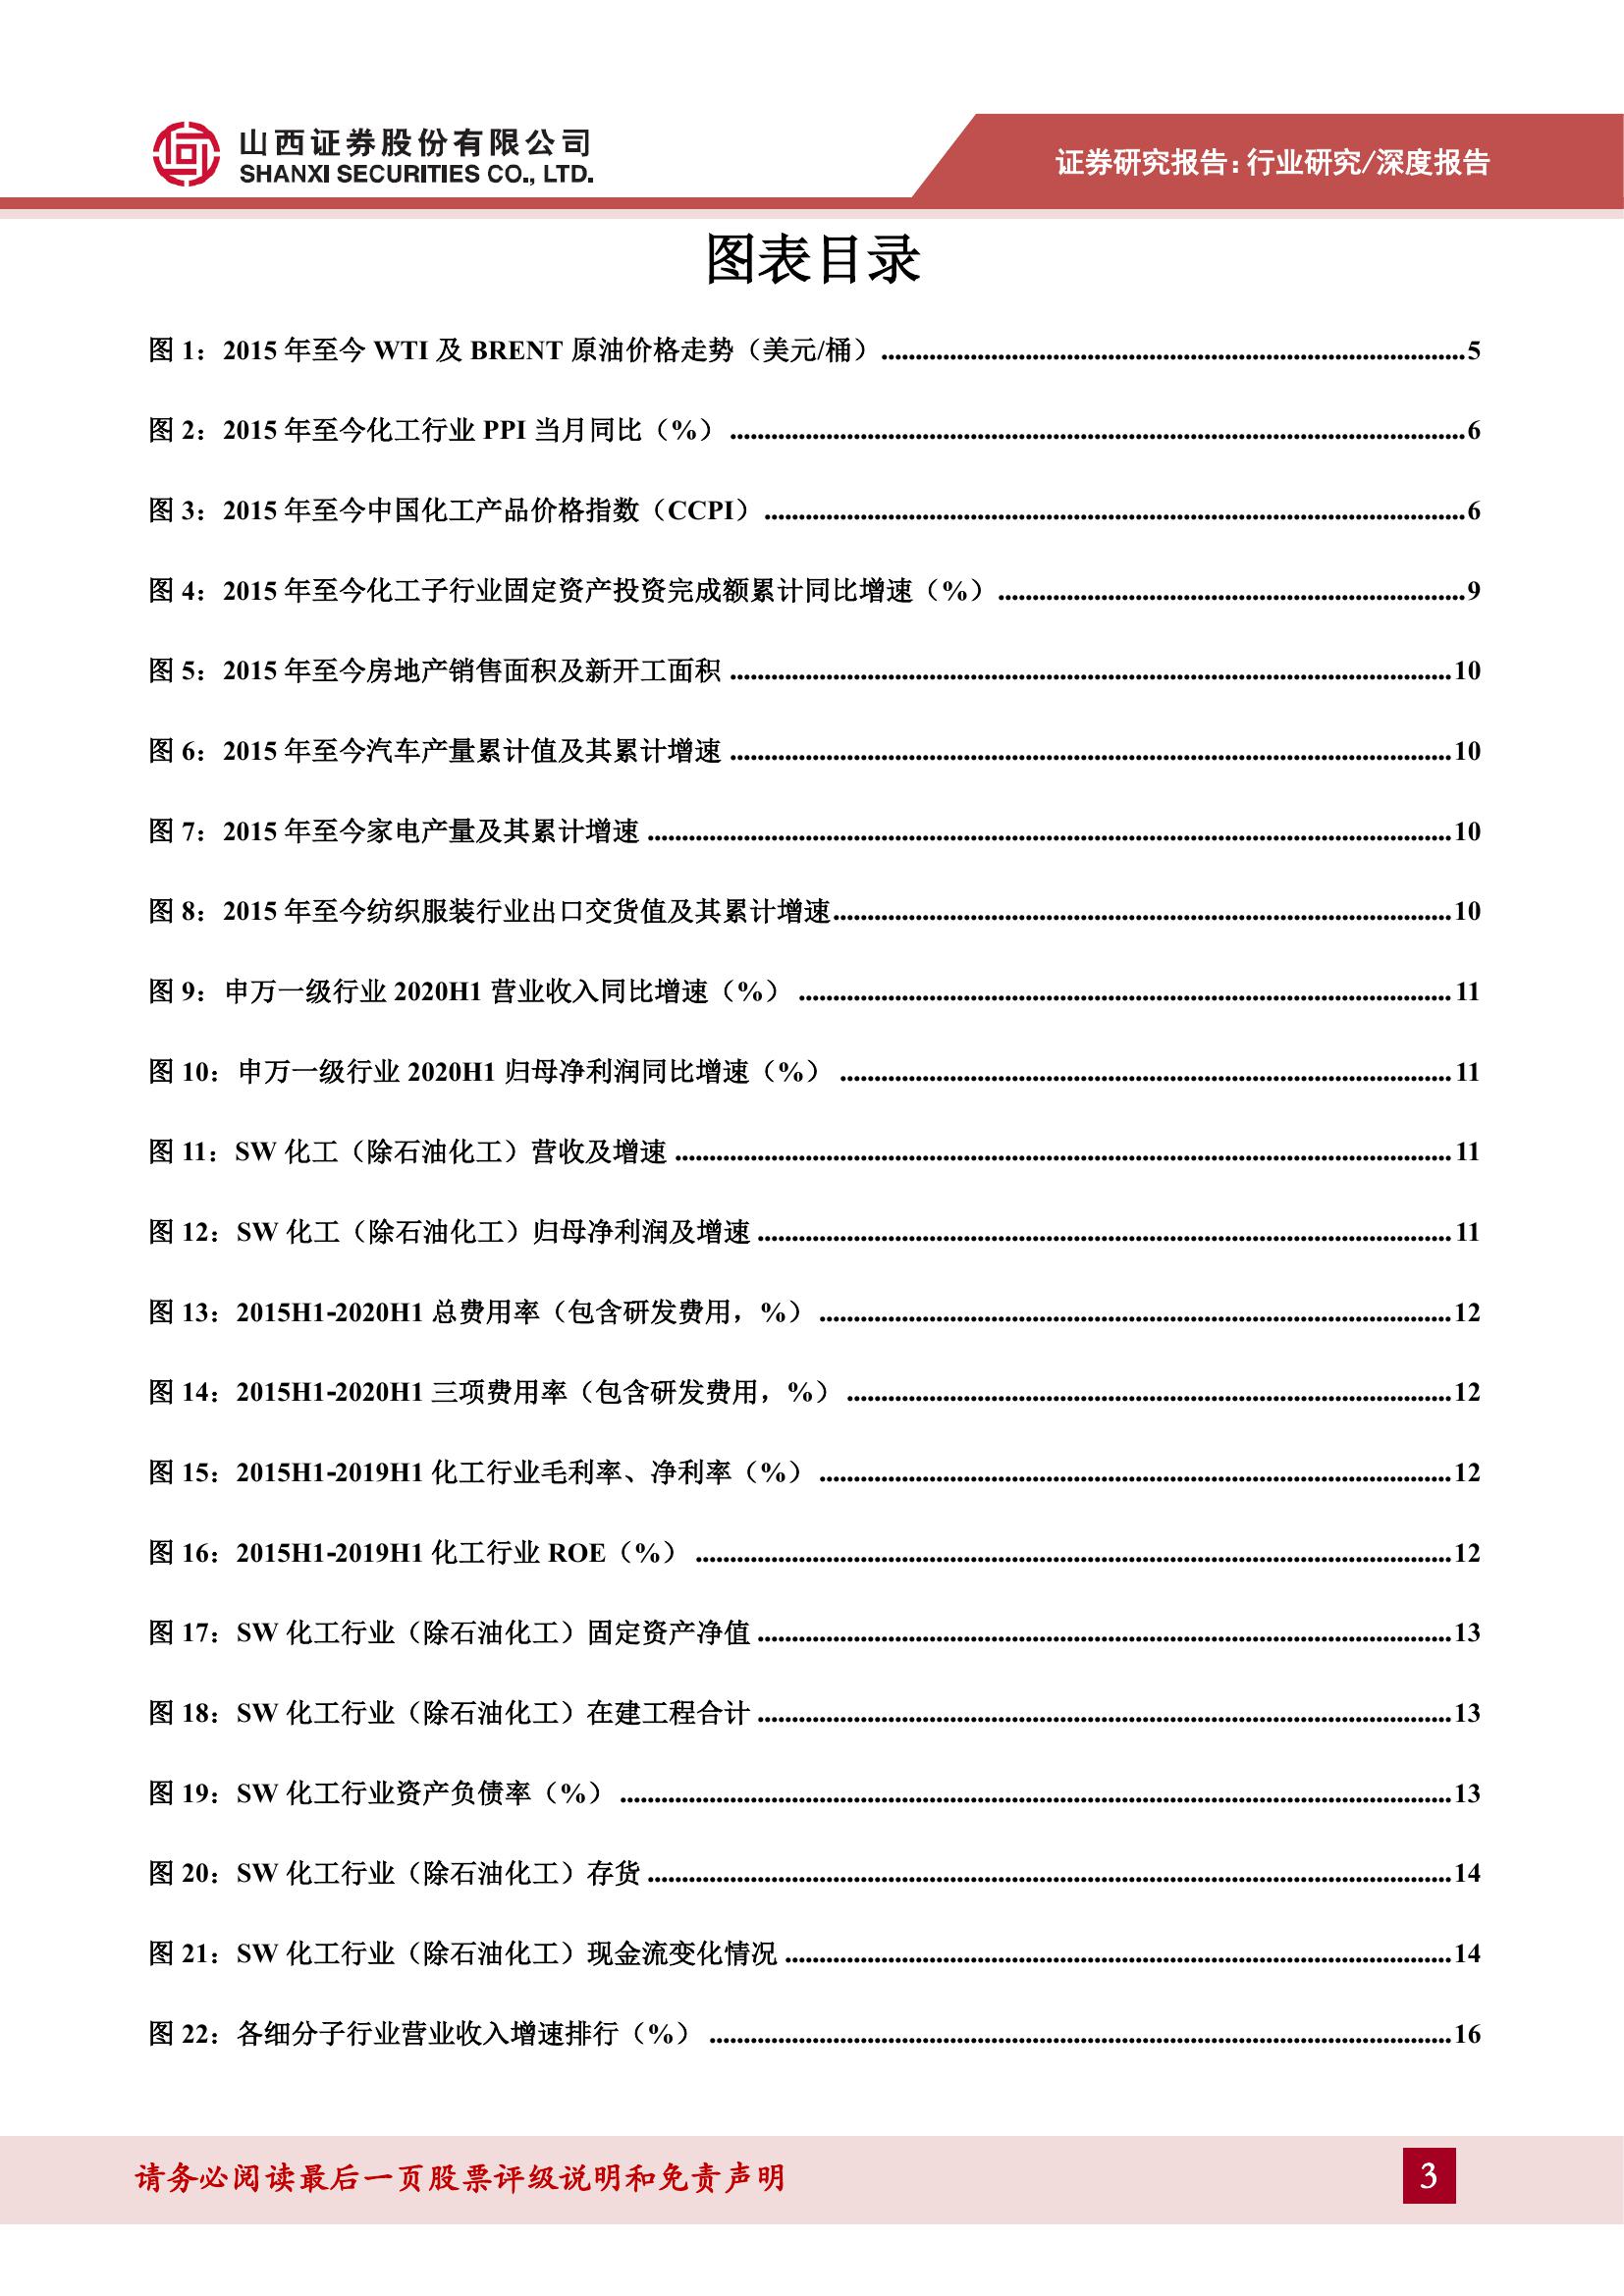 山西证券股份有限公司
SHANXI SECURITIES CO., LTD.
证券研究报告:行业研究/深度报告
图表目录
图 1：2015 年至今 WTI 及 BRENT 原油价格走势（美元/桶）....................5
图 2：2015 年至今化工行业 PPI 当月同比（%）....................6
图 3：2015 年至今中国化工产品价格指数（CCPI）....................6
图 4：2015 年至今化工子行业固定资产投资完成额累计同比增速（%）....................9
图 5：2015 年至今房地产销售面积及新开工面积....................10
图 6：2015 年至今汽车产量累计值及其累计增速....................10
图 7：2015 年至今家电产量及其累计增速....................10
图 8：2015 年至今纺织服装行业出口交货值及其累计增速....................10
图 9：申万一级行业 2020H1 营业收入同比增速（%）....................11
图 10：申万一级行业 2020H1 归母净利润同比增速（%）....................11
图 11：SW 化工（除石油化工）营收及增速....................11
图 12：SW 化工（除石油化工）归母净利润及增速....................11
图 13：2015H1-2020H1 总费用率（包含研发费用，%）....................12
图 14：2015H1-2020H1 三项费用率（包含研发费用，%）....................12
图 15：2015H1-2019H1 化工行业毛利率、净利率（%）....................12
图 16：2015H1-2019H1 化工行业 ROE（%）....................12
图 17：SW 化工行业（除石油化工）固定资产净值....................13
图 18：SW 化工行业（除石油化工）在建工程合计....................13
图 19：SW 化工行业资产负债率（%）....................13
图 20：SW 化工行业（除石油化工）存货....................14
图 21：SW 化工行业（除石油化工）现金流变化情况....................14
图 22：各细分子行业营业收入增速排行（%）....................16
请务必阅读最后一页股票评级说明和免责声明
3